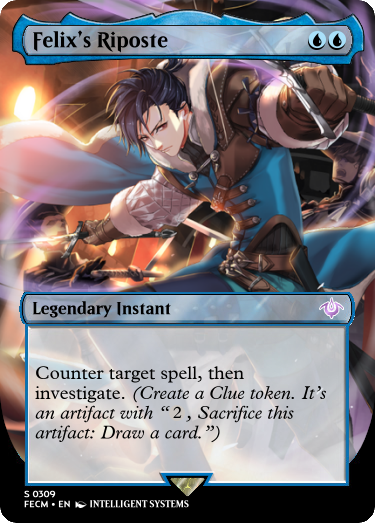 Felix's Riposte
Legendary Instant
Counter target spell, then
investigate. (Create a Clue token. It's
an artifact with “2, Sacrifice this
artifact: Draw a card.”)
S 0309
FECM • EN INTELLIGENT SYSTEMS